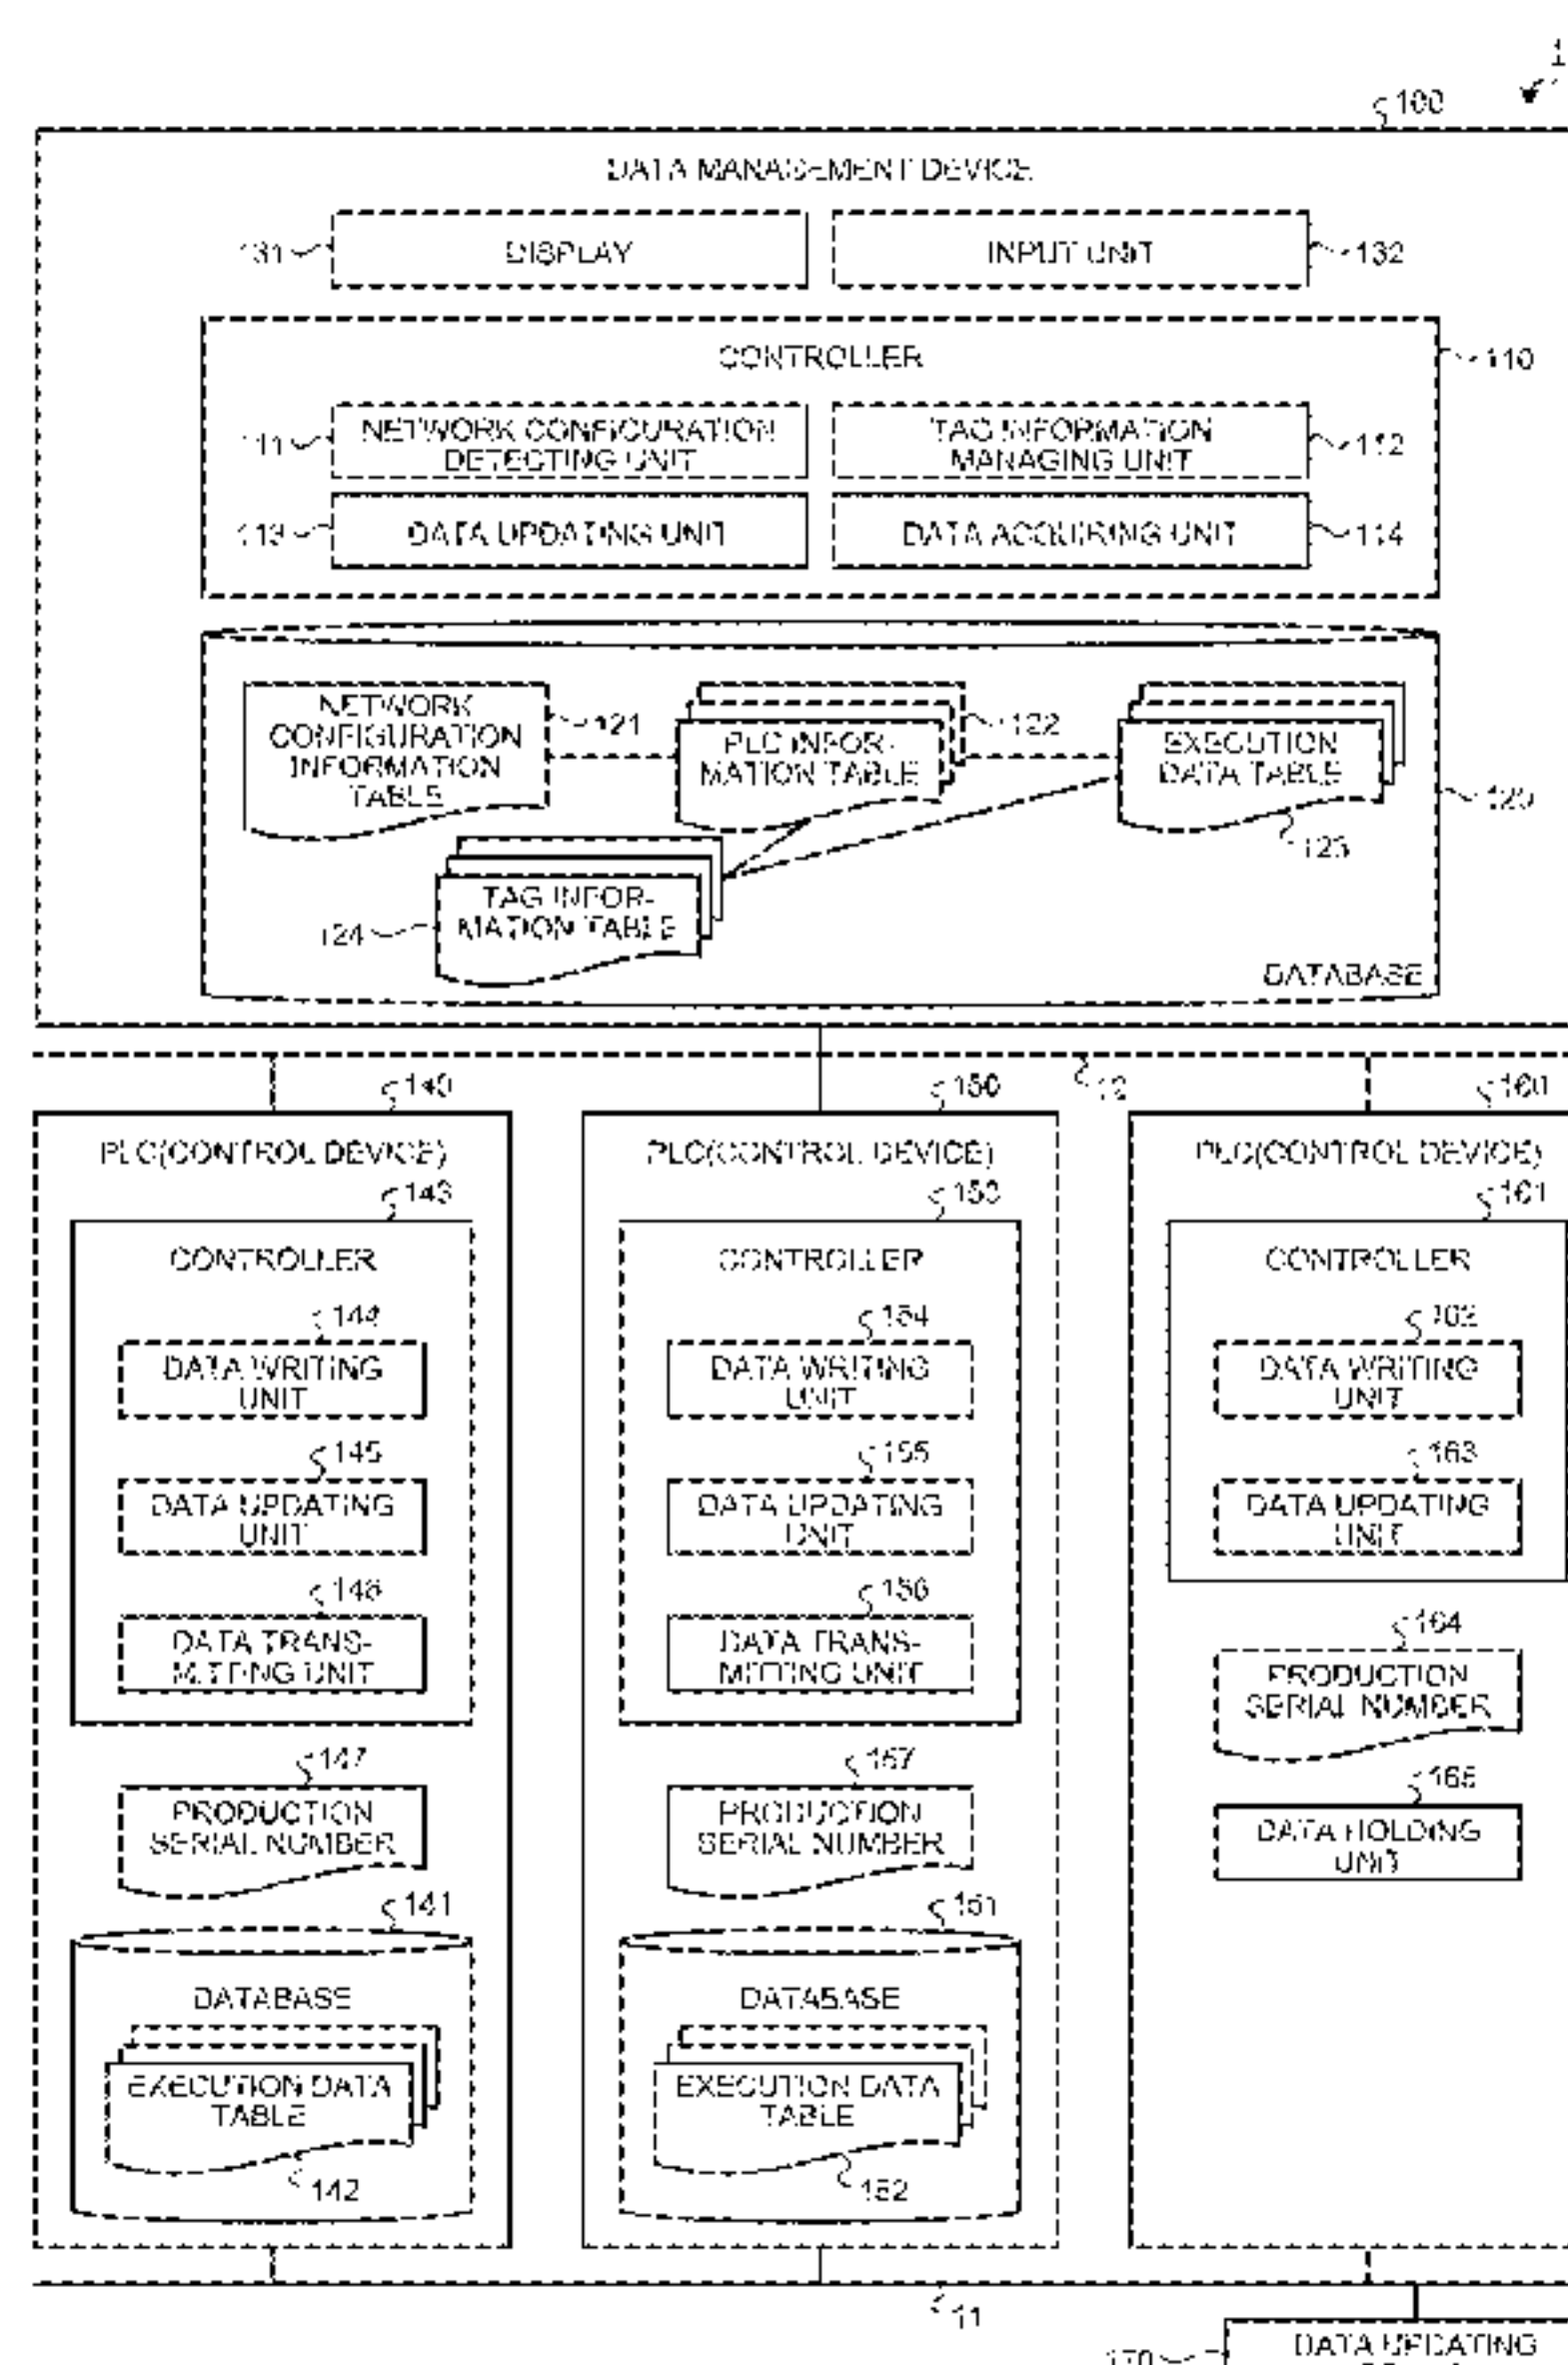 1
100
DATA MANAGEMENT DEVICE
131
DISPLAY
INPUT UNIT
132
CONTROLLER
110
111
NETWORK CONFIGURATION
DETECTING UNIT
TAG INFORMATION
MANAGING UNIT
112
113
DATA UPDATING UNIT
DATA ACQUIRING UNIT
114
NETWORK
CONFIGURATION
INFORMATION
TABLE
121
PLC INFOR-
MATION TABLE
122
EXECUTION
DATA TABLE
120
123
TAG INFOR-
MATION TABLE
124
DATABASE
140
150
12
160
PLC(CONTROL DEVICE)
PLC(CONTROL DEVICE)
PLC(CONTROL DEVICE)
143
153
161
CONTROLLER
CONTROLLER
CONTROLLER
144
154
162
DATA WRITING
UNIT
DATA WRITING
UNIT
DATA WRITING
UNIT
145
155
163
DATA UPDATING
UNIT
DATA UPDATING
UNIT
DATA UPDATING
UNIT
146
156
DATA TRANS-
MITTING UNIT
DATA TRANS-
MITTING UNIT
164
PRODUCTION
SERIAL NUMBER
147
157
165
PRODUCTION
SERIAL NUMBER
PRODUCTION
SERIAL NUMBER
DATA HOLDING
UNIT
141
151
DATABASE
DATABASE
EXECUTION DATA
TABLE
EXECUTION DATA
TABLE
142
152
11
170
DATA UPDATING